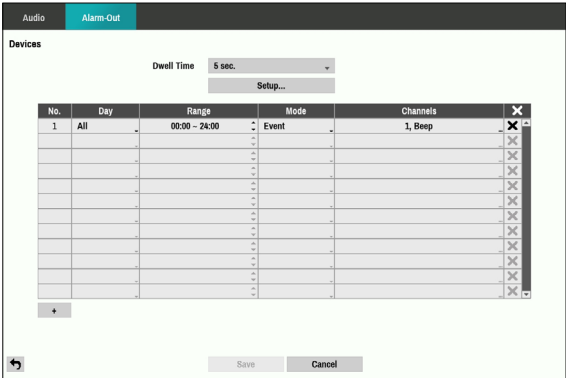 Audio Alarm-Out
Devices
Dwell Time 5 sec.
Setup...
No. Day Range Mode Channels
1 All 00:00 ~ 24:00 Event 1, Beep
+
Save Cancel